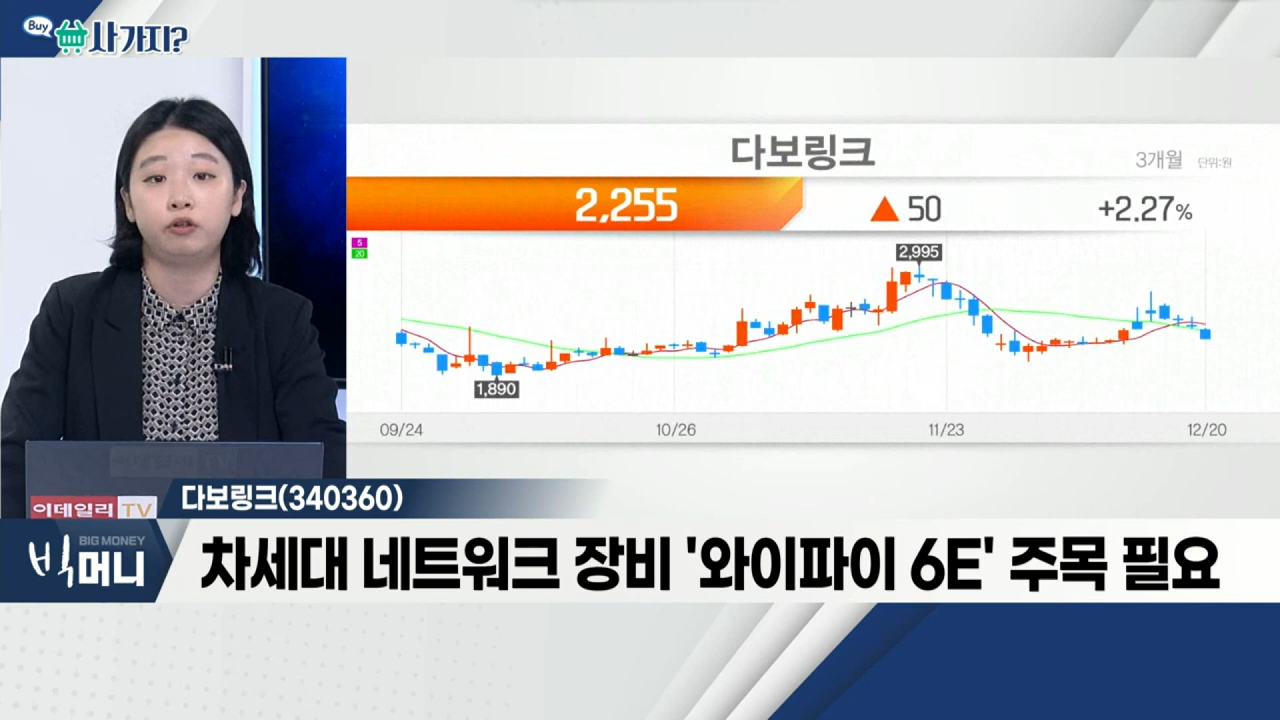 Buy
사가지?
다보링크
3개월 단위:원
2,255 ▲ 50 +2.27%
5
20
2,995
1,890
09/24 10/26 11/23 12/20
이데일리 TV
다보링크(340360)
BIG MONEY
빅머니
차세대 네트워크 장비 '와이파이 6E' 주목 필요